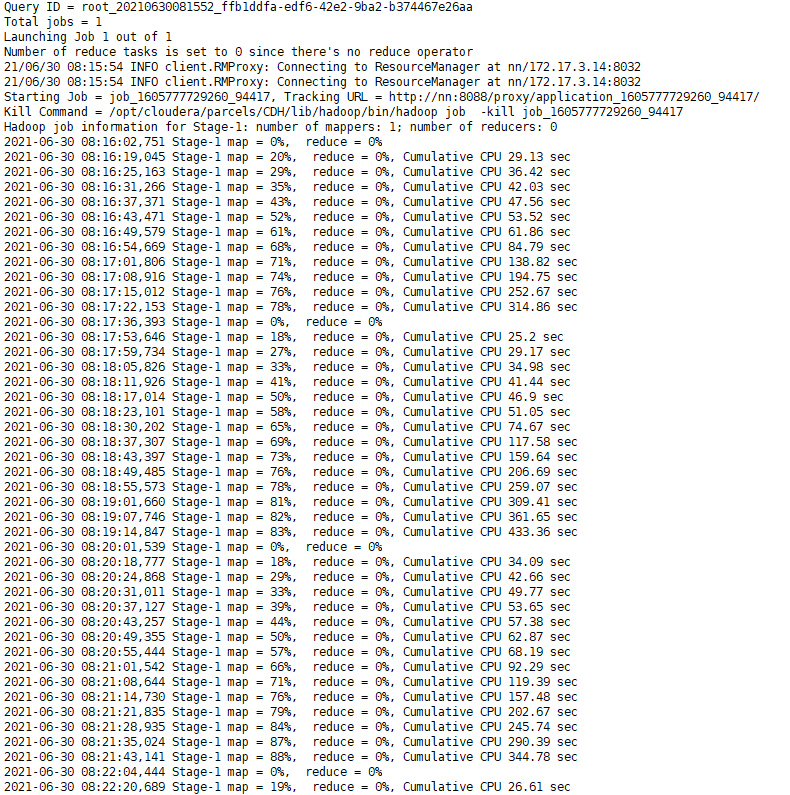 Query ID = root_20210630081552_ffb1ddfa-edf6-42e2-9ba2-b374467e26aa
Total jobs = 1
Launching Job 1 out of 1
Number of reduce tasks is set to 0 since there's no reduce operator
21/06/30 08:15:54 INFO client.RMProxy: Connecting to ResourceManager at nn/172.17.3.14:8032
21/06/30 08:15:54 INFO client.RMProxy: Connecting to ResourceManager at nn/172.17.3.14:8032
Starting Job = job_1605777729260_94417, Tracking URL = http://nn:8088/proxy/application_1605777729260_94417/
Kill Command = /opt/cloudera/parcels/CDH/lib/hadoop/bin/hadoop job  -kill job_1605777729260_94417
Hadoop job information for Stage-1: number of mappers: 1; number of reducers: 0
2021-06-30 08:16:02,751 Stage-1 map = 0%,  reduce = 0%
2021-06-30 08:16:19,045 Stage-1 map = 20%,  reduce = 0%, Cumulative CPU 29.13 sec
2021-06-30 08:16:25,163 Stage-1 map = 29%,  reduce = 0%, Cumulative CPU 36.42 sec
2021-06-30 08:16:31,266 Stage-1 map = 35%,  reduce = 0%, Cumulative CPU 42.03 sec
2021-06-30 08:16:37,371 Stage-1 map = 43%,  reduce = 0%, Cumulative CPU 47.56 sec
2021-06-30 08:16:43,471 Stage-1 map = 52%,  reduce = 0%, Cumulative CPU 53.52 sec
2021-06-30 08:16:49,579 Stage-1 map = 61%,  reduce = 0%, Cumulative CPU 61.86 sec
2021-06-30 08:16:54,669 Stage-1 map = 68%,  reduce = 0%, Cumulative CPU 84.79 sec
2021-06-30 08:17:01,806 Stage-1 map = 71%,  reduce = 0%, Cumulative CPU 138.82 sec
2021-06-30 08:17:08,916 Stage-1 map = 74%,  reduce = 0%, Cumulative CPU 194.75 sec
2021-06-30 08:17:15,012 Stage-1 map = 76%,  reduce = 0%, Cumulative CPU 252.67 sec
2021-06-30 08:17:22,153 Stage-1 map = 78%,  reduce = 0%, Cumulative CPU 314.86 sec
2021-06-30 08:17:36,393 Stage-1 map = 0%,  reduce = 0%
2021-06-30 08:17:53,646 Stage-1 map = 18%,  reduce = 0%, Cumulative CPU 25.2 sec
2021-06-30 08:17:59,734 Stage-1 map = 27%,  reduce = 0%, Cumulative CPU 29.17 sec
2021-06-30 08:18:05,826 Stage-1 map = 33%,  reduce = 0%, Cumulative CPU 34.98 sec
2021-06-30 08:18:11,926 Stage-1 map = 41%,  reduce = 0%, Cumulative CPU 41.44 sec
2021-06-30 08:18:17,014 Stage-1 map = 50%,  reduce = 0%, Cumulative CPU 46.9 sec
2021-06-30 08:18:23,101 Stage-1 map = 58%,  reduce = 0%, Cumulative CPU 51.05 sec
2021-06-30 08:18:30,202 Stage-1 map = 65%,  reduce = 0%, Cumulative CPU 74.67 sec
2021-06-30 08:18:37,307 Stage-1 map = 69%,  reduce = 0%, Cumulative CPU 117.58 sec
2021-06-30 08:18:43,397 Stage-1 map = 73%,  reduce = 0%, Cumulative CPU 159.64 sec
2021-06-30 08:18:49,485 Stage-1 map = 76%,  reduce = 0%, Cumulative CPU 206.69 sec
2021-06-30 08:18:55,573 Stage-1 map = 78%,  reduce = 0%, Cumulative CPU 259.07 sec
2021-06-30 08:19:01,660 Stage-1 map = 81%,  reduce = 0%, Cumulative CPU 309.41 sec
2021-06-30 08:19:07,746 Stage-1 map = 82%,  reduce = 0%, Cumulative CPU 361.65 sec
2021-06-30 08:19:14,847 Stage-1 map = 83%,  reduce = 0%, Cumulative CPU 433.36 sec
2021-06-30 08:20:01,539 Stage-1 map = 0%,  reduce = 0%
2021-06-30 08:20:18,777 Stage-1 map = 18%,  reduce = 0%, Cumulative CPU 34.09 sec
2021-06-30 08:20:24,868 Stage-1 map = 29%,  reduce = 0%, Cumulative CPU 42.66 sec
2021-06-30 08:20:31,011 Stage-1 map = 33%,  reduce = 0%, Cumulative CPU 49.77 sec
2021-06-30 08:20:37,127 Stage-1 map = 39%,  reduce = 0%, Cumulative CPU 53.65 sec
2021-06-30 08:20:43,257 Stage-1 map = 44%,  reduce = 0%, Cumulative CPU 57.38 sec
2021-06-30 08:20:49,355 Stage-1 map = 50%,  reduce = 0%, Cumulative CPU 62.87 sec
2021-06-30 08:20:55,444 Stage-1 map = 57%,  reduce = 0%, Cumulative CPU 68.19 sec
2021-06-30 08:21:01,542 Stage-1 map = 66%,  reduce = 0%, Cumulative CPU 92.29 sec
2021-06-30 08:21:08,644 Stage-1 map = 71%,  reduce = 0%, Cumulative CPU 119.39 sec
2021-06-30 08:21:14,730 Stage-1 map = 76%,  reduce = 0%, Cumulative CPU 157.48 sec
2021-06-30 08:21:21,835 Stage-1 map = 79%,  reduce = 0%, Cumulative CPU 202.67 sec
2021-06-30 08:21:28,935 Stage-1 map = 84%,  reduce = 0%, Cumulative CPU 245.74 sec
2021-06-30 08:21:35,024 Stage-1 map = 87%,  reduce = 0%, Cumulative CPU 290.39 sec
2021-06-30 08:21:43,141 Stage-1 map = 88%,  reduce = 0%, Cumulative CPU 344.78 sec
2021-06-30 08:22:04,444 Stage-1 map = 0%,  reduce = 0%
2021-06-30 08:22:20,689 Stage-1 map = 19%,  reduce = 0%, Cumulative CPU 26.61 sec